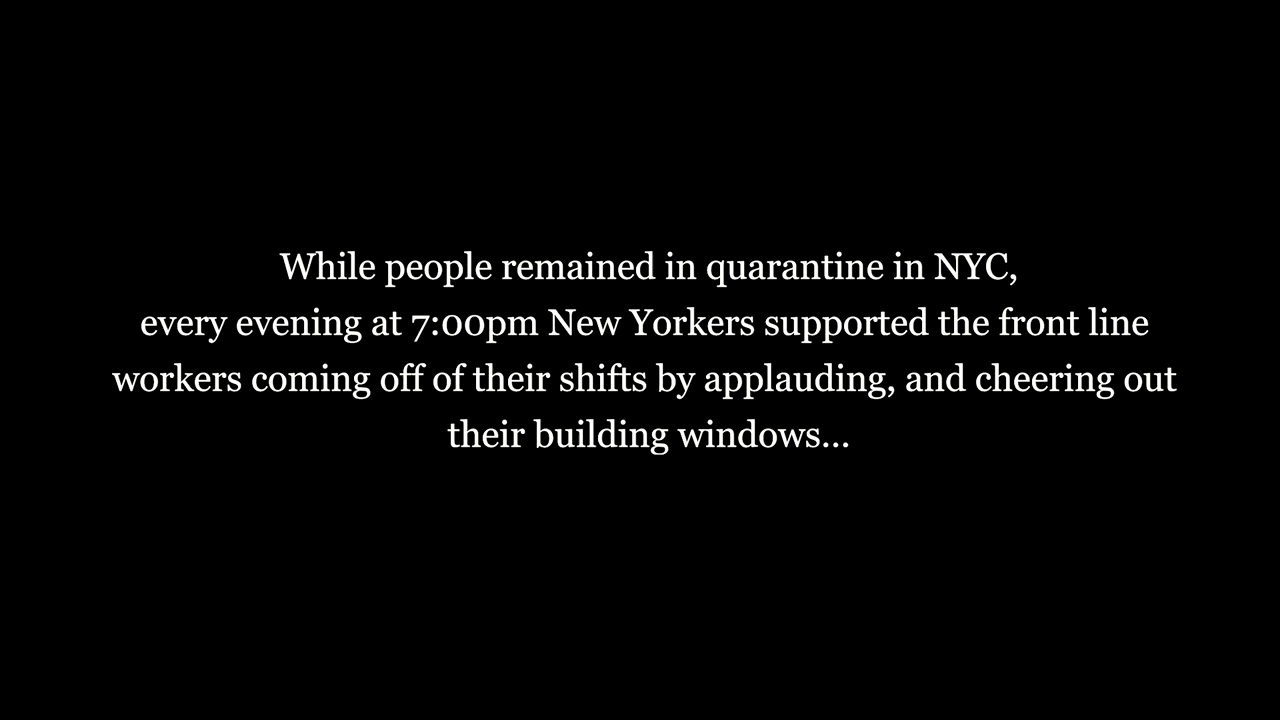 While people remained in quarantine in NYC,
every evening at 7:00pm New Yorkers supported the front line
workers coming off of their shifts by applauding, and cheering out
their building windows...